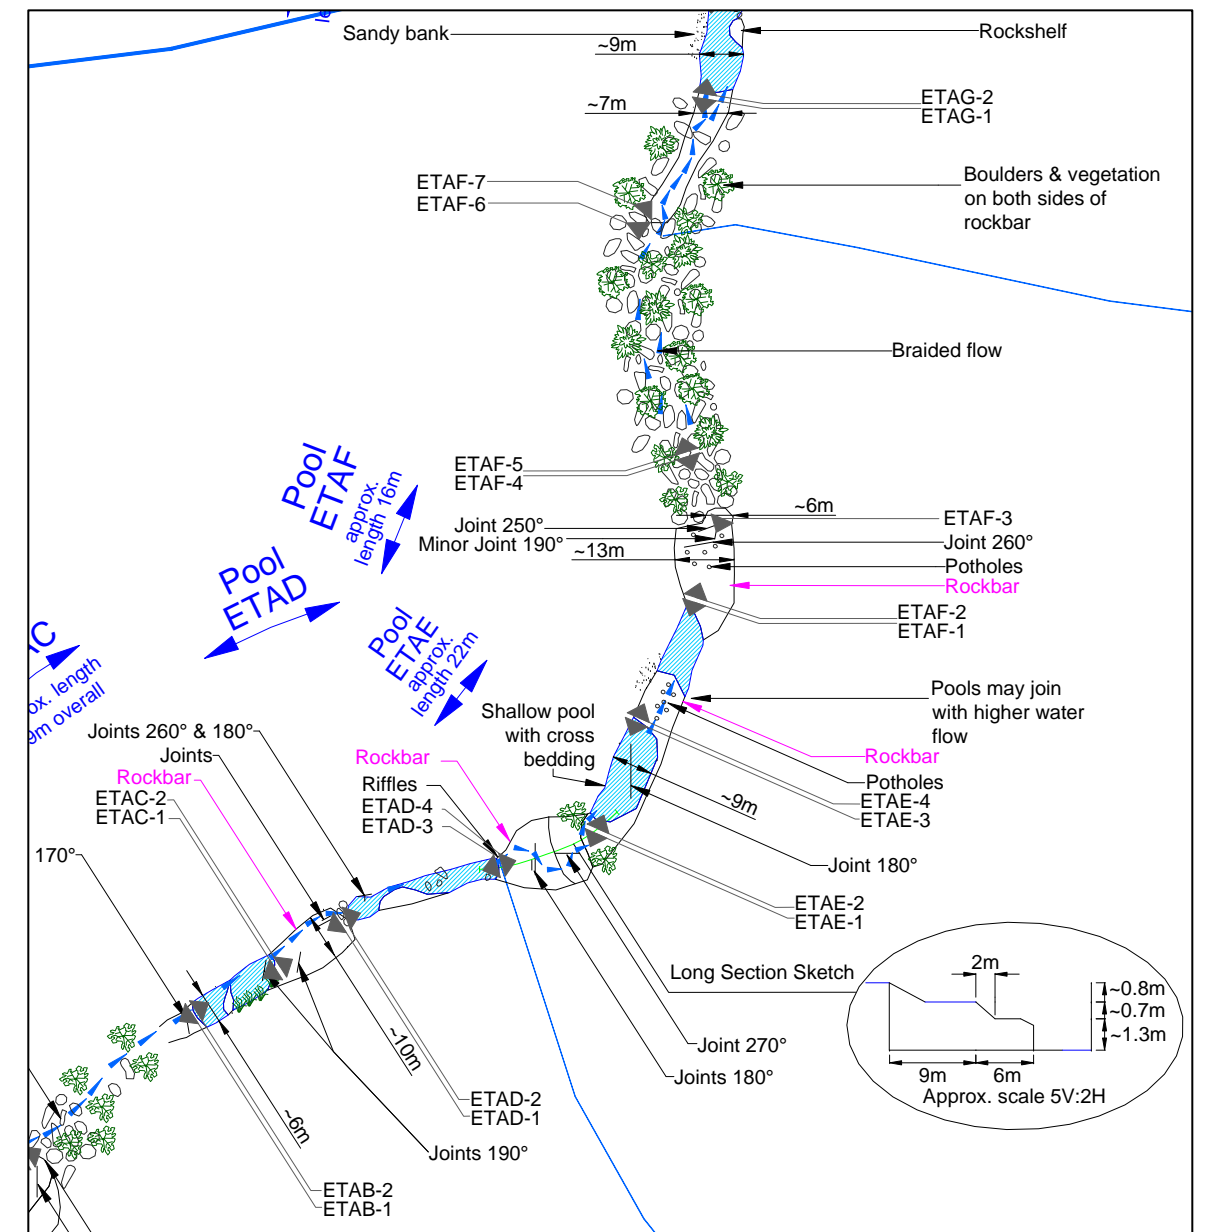 Sandy bank
Rockshelf
~9m
~7m
ETAG-2
ETAG-1
ETAF-7
ETAF-6
Boulders & vegetation
on both sides of
rockbar
Braided flow
Pool
ETAF
approx.
length 16m
ETAF-5
ETAF-4
~6m
ETAF-3
Joint 250°
Minor Joint 190°
Joint 260°
~13m
Potholes
Rockbar
Pool
ETAD
ETAF-2
ETAF-1
Pool
ETAE
approx.
length 22m
AC
ox. length
9m overall
Pools may join
with higher water
flow
Shallow pool
with cross
bedding
Joints 260° & 180°
Joints
Rockbar
Rockbar
Riffles
Rockbar
Potholes
ETAC-2
ETAC-1
ETAD-4
ETAD-3
~9m
ETAE-4
ETAE-3
170°
Joint 180°
ETAE-2
ETAE-1
Long Section Sketch
2m
~0.8m
~0.7m
~1.3m
9m
6m
Approx. scale 5V:2H
~10m
Joint 270°
Joints 180°
ETAD-2
ETAD-1
~6m
Joints 190°
ETAB-2
ETAB-1